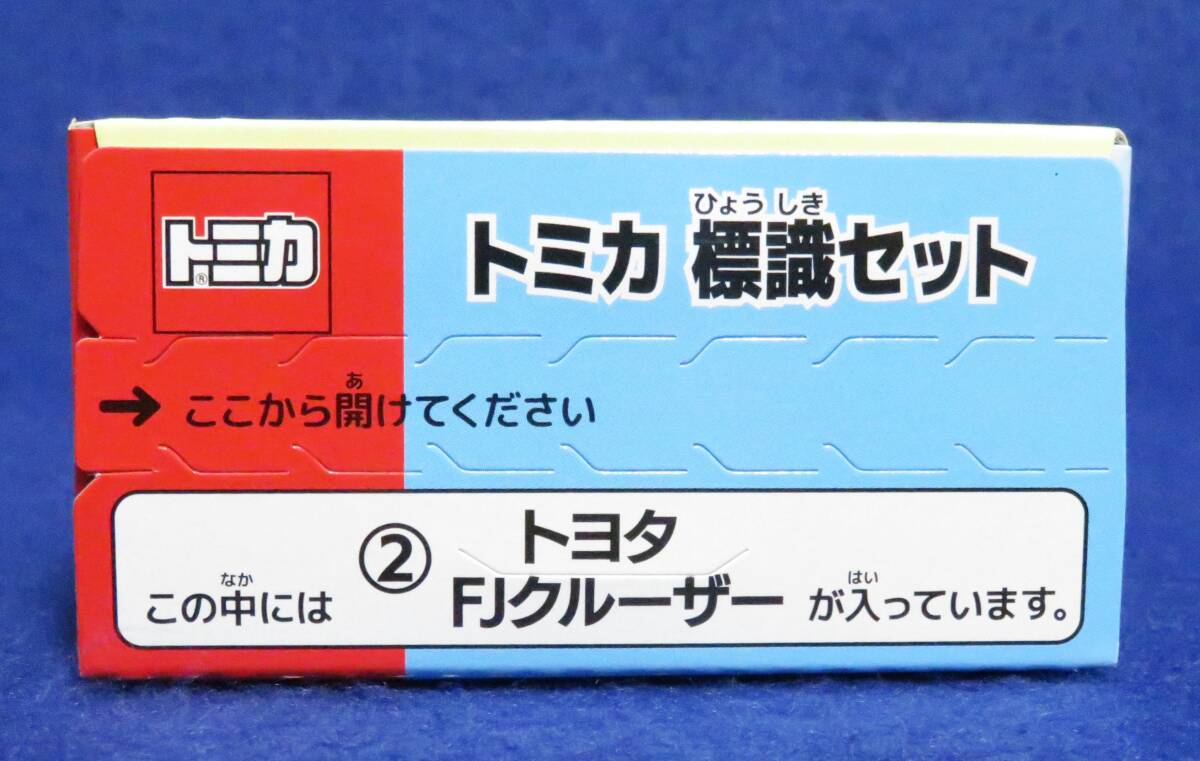 トミカ®
ひょうしき
トミカ 標識セット
あ
→ ここから開けてください
② トヨタ
なか
はい
この中には FJクルーザー が入っています。